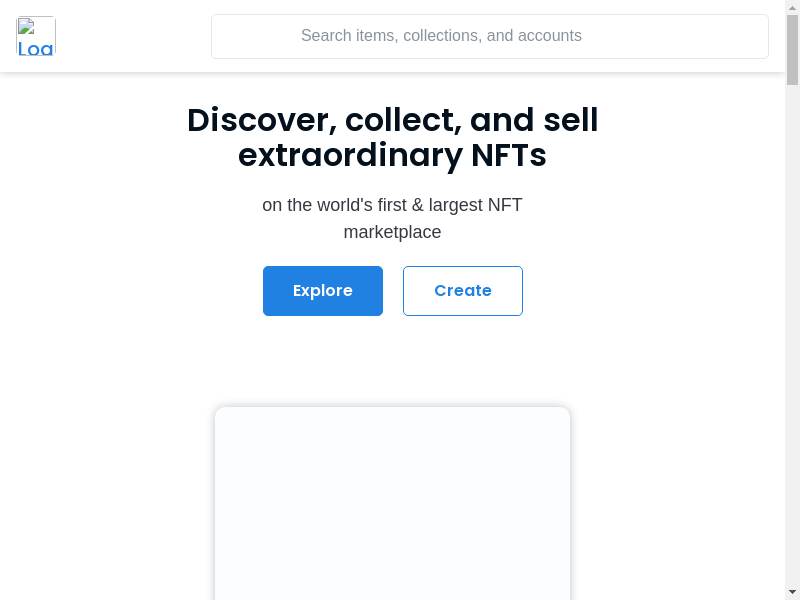 Search items, collections, and accounts
Discover, collect, and sell
extraordinary NFTs
on the world's first & largest NFT
marketplace
Explore
Create